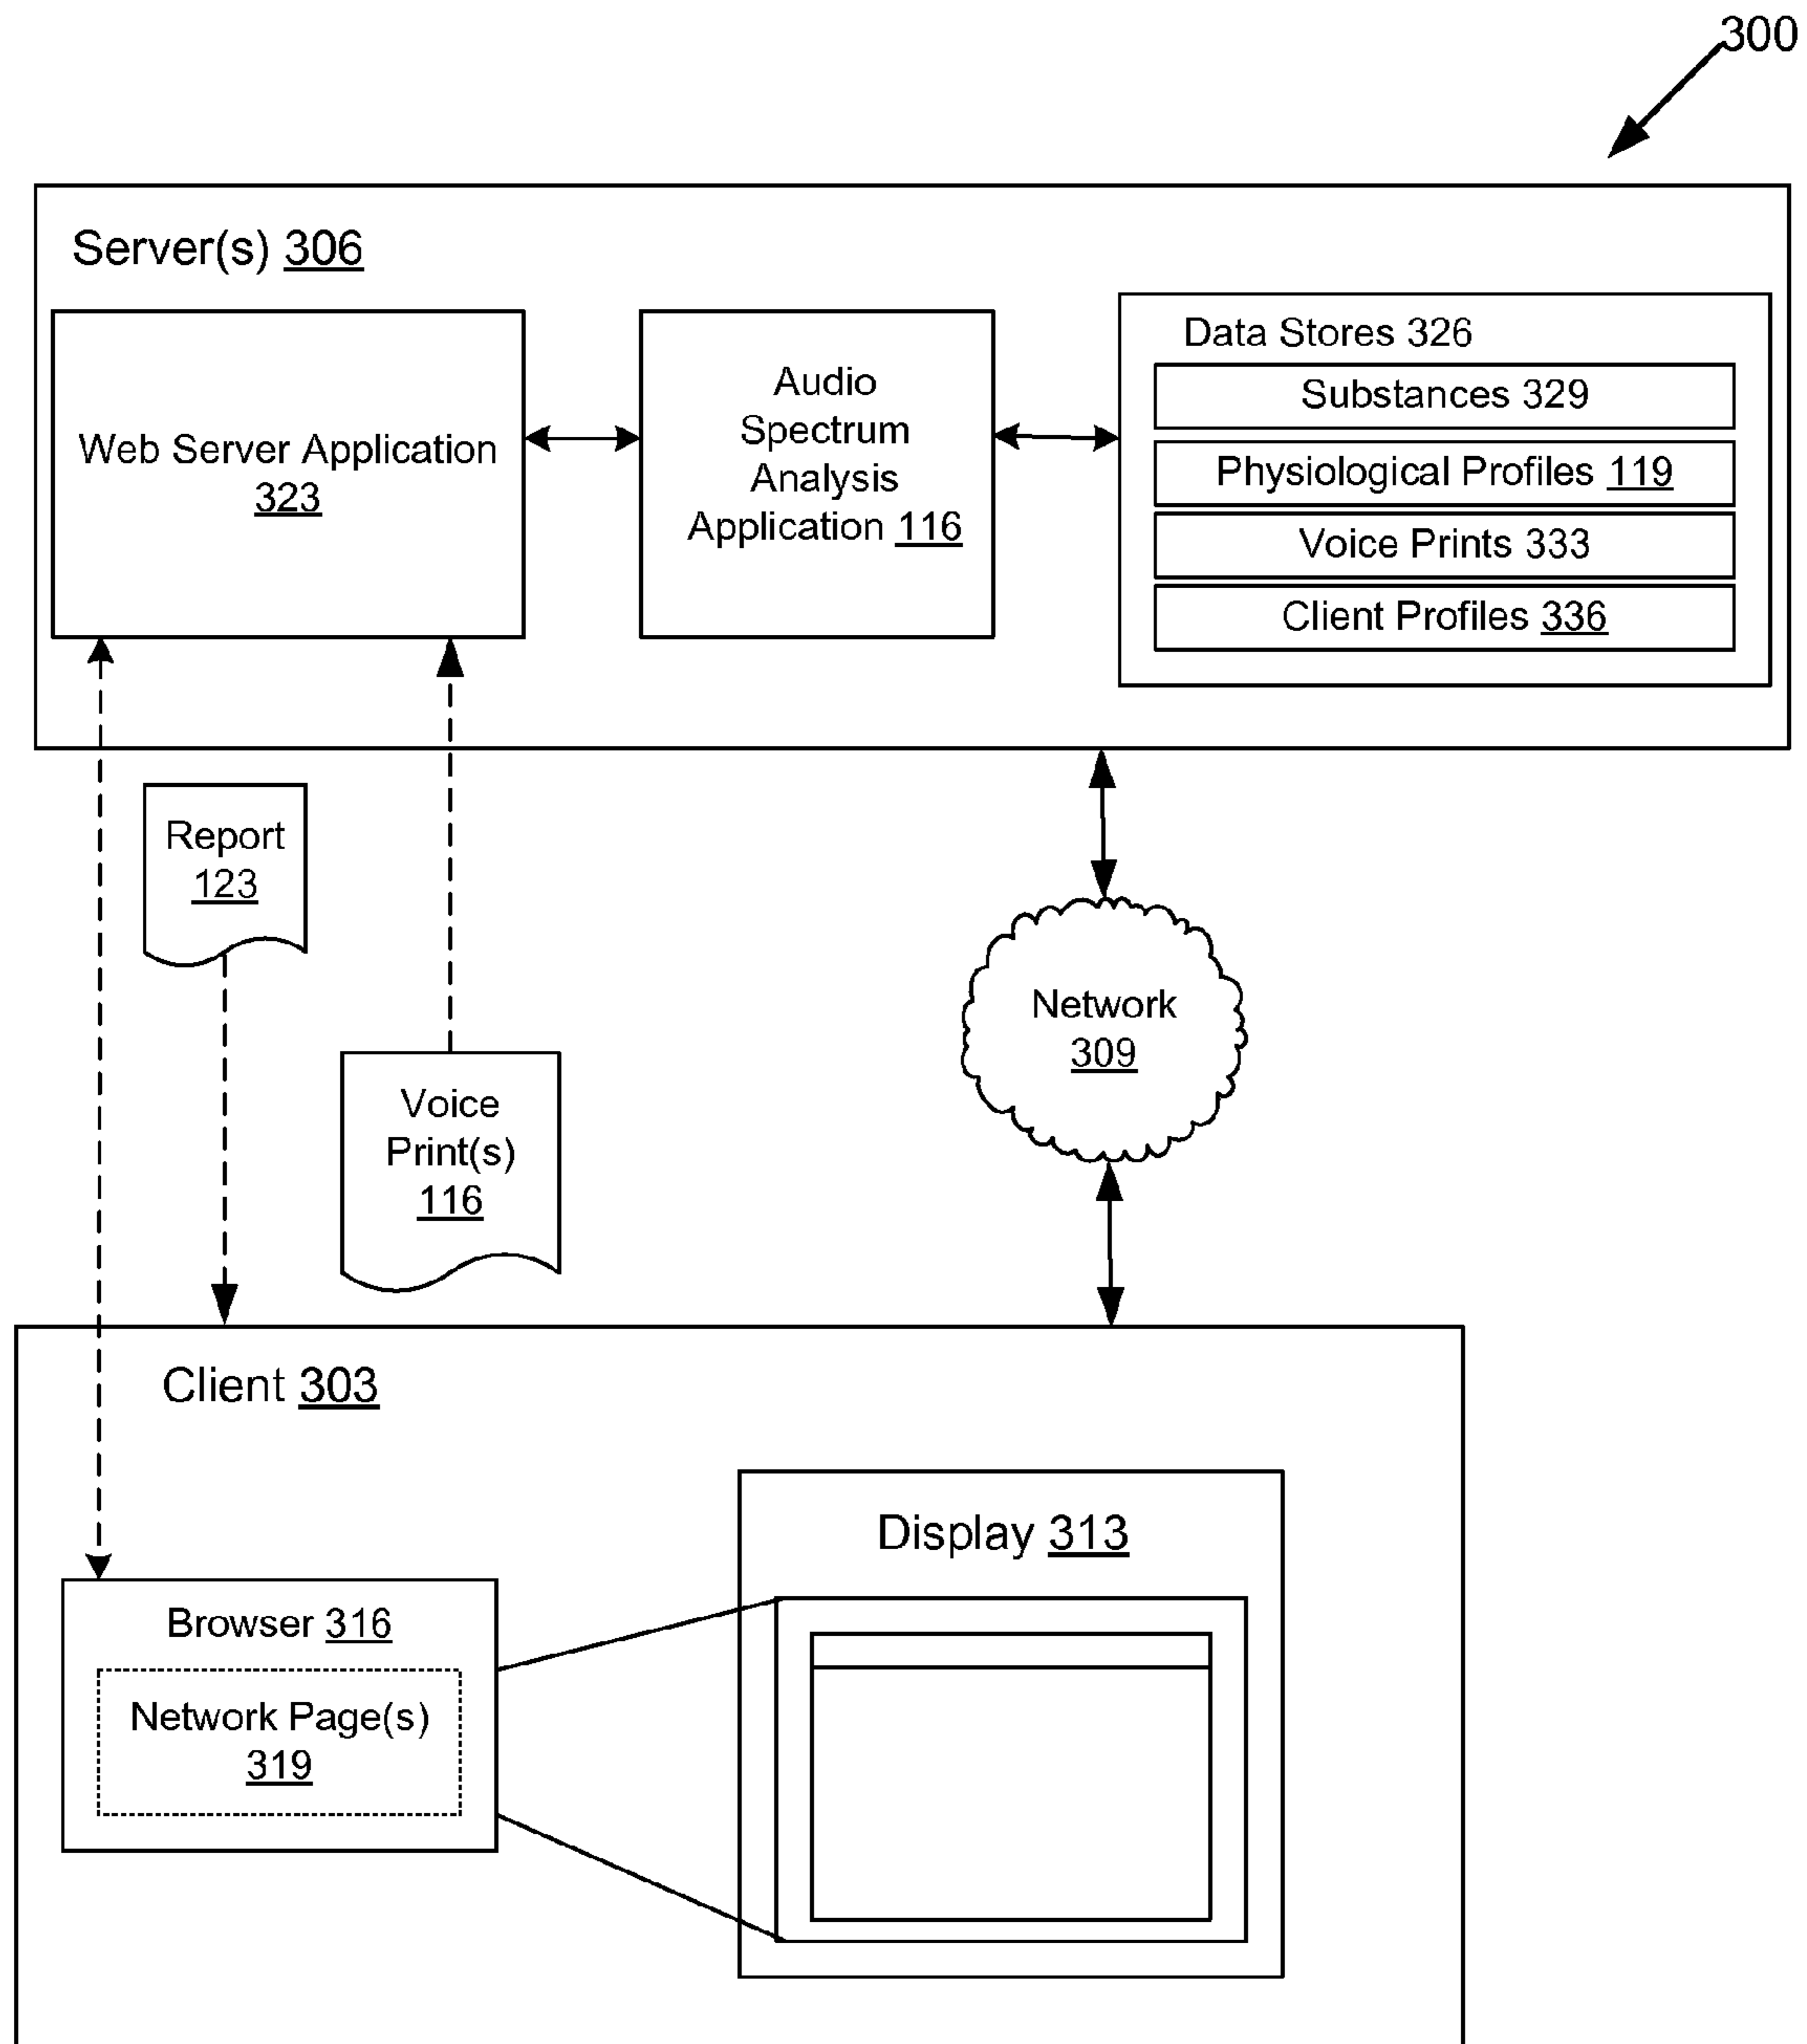 300
Server(s) 306
Web Server Application
323
Audio
Spectrum
Analysis
Application 116
Data Stores 326
Substances 329
Physiological Profiles 119
Voice Prints 333
Client Profiles 336
Report
123
Voice
Print(s)
116
Network
309
Client 303
Display 313
Browser 316
Network Page(s)
319